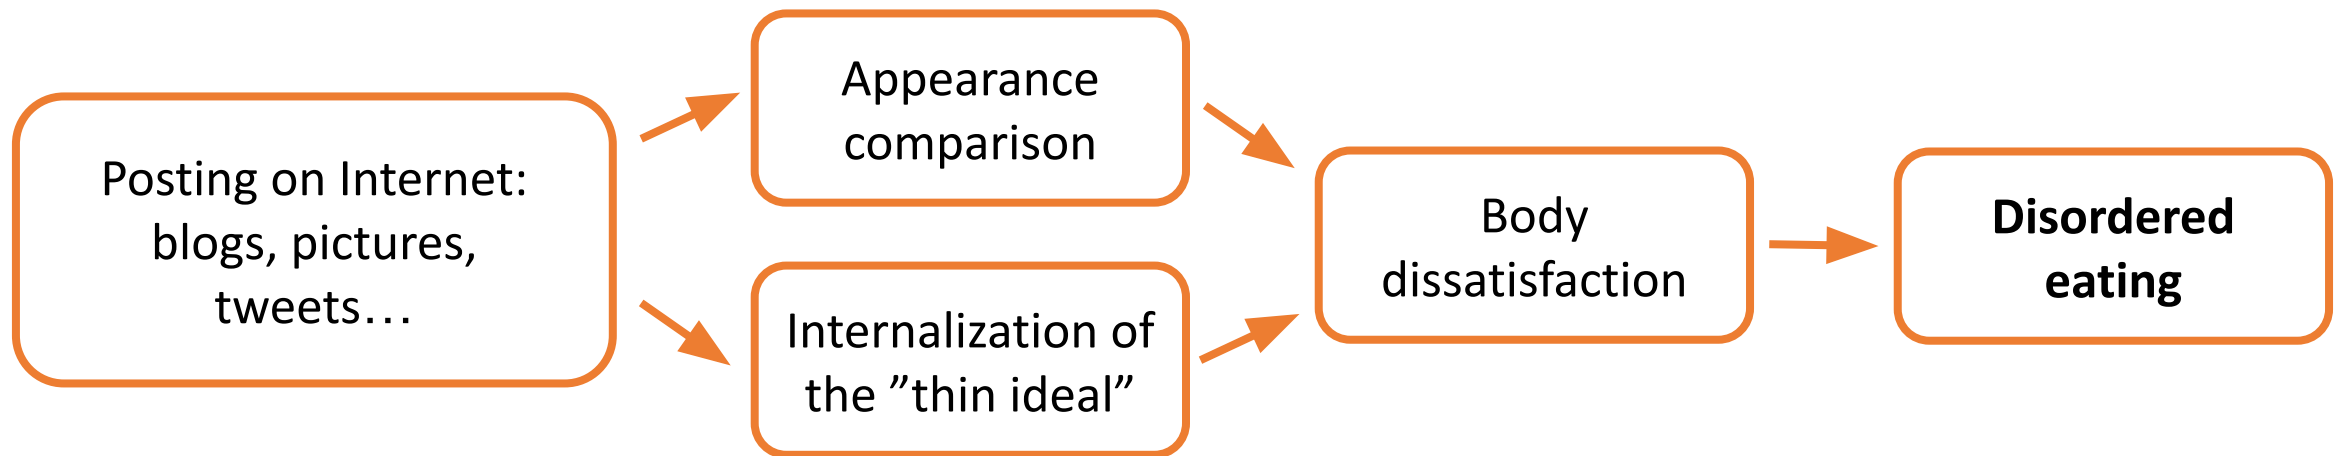 Posting on Internet:
blogs, pictures,
tweets…
Appearance
comparison
Internalization of
the ”thin ideal”
Body
dissatisfaction
Disordered
eating